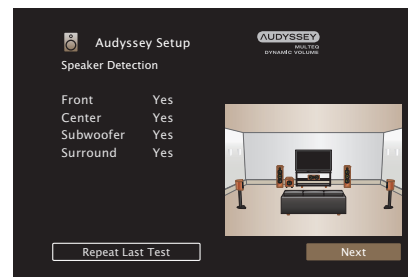 Audyssey Setup
AUDYSSEY
MULTEQ
DYNAMIC VOLUME
Speaker Detection
Front Yes
Center Yes
Subwoofer Yes
Surround Yes
Repeat Last Test
Next